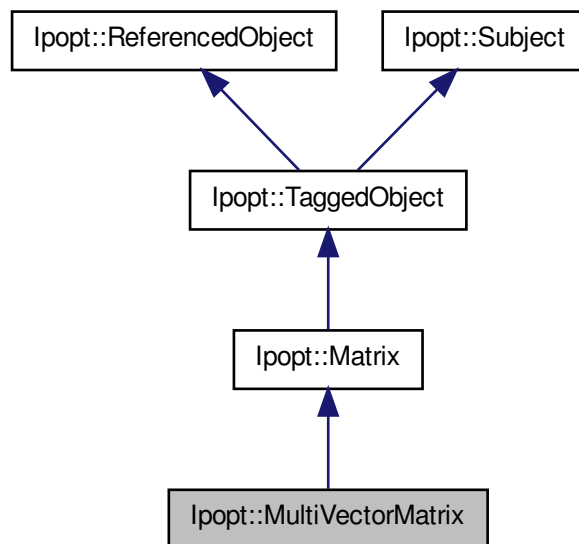 Ipopt::ReferencedObject
Ipopt::Subject
Ipopt::TaggedObject
Ipopt::Matrix
Ipopt::MultiVectorMatrix